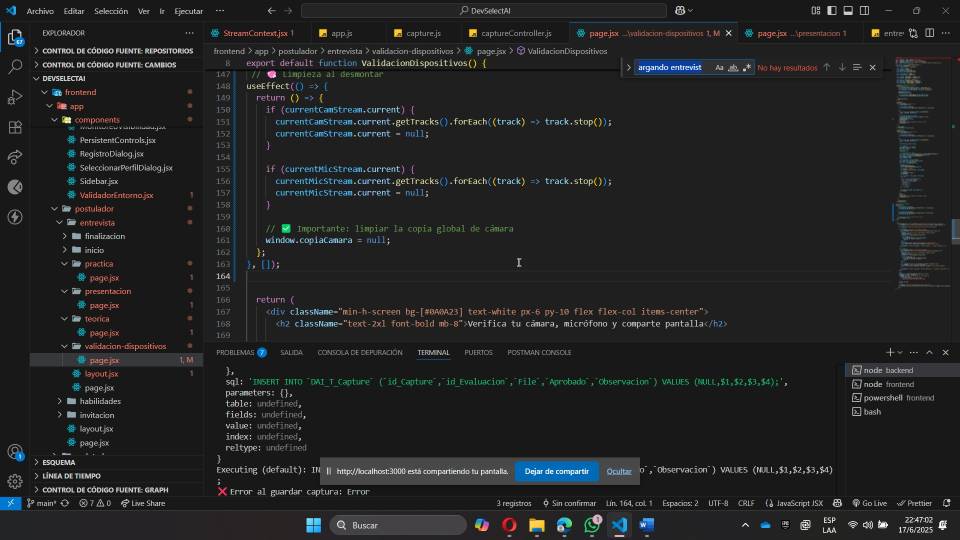 Archivo Editar Selección Ver Ir Ejecutar ... DevSelectAI
EXPLORADOR ...
CONTROL DE CÓDIGO FUENTE: REPOSITORIOS
CONTROL DE CÓDIGO FUENTE: CAMBIOS
DEVSELECTAI
frontend
app
components
MonitoreoVisibilidad.jsx
PersistentControls.jsx
RegistroDialog.jsx
SeleccionarPerfilDialog.jsx
Sidebar.jsx
ValidadorEntorno.jsx 1
postulador
entrevista
finalizacion
inicio
practica
page.jsx 1
presentacion
page.jsx 1
teorica
page.jsx 1
validacion-dispositivos
page.jsx 1, M
layout.jsx 1
page.jsx
habilidades
invitacion
layout.jsx
page.jsx
ESQUEMA
LÍNEA DE TIEMPO
CONTROL DE CÓDIGO FUENTE: GRAPH
StreamContext.jsx 1 app.js capture.js captureController.js page.jsx ...\validacion-dispositivos 1, M page.jsx ...\presentacion 1 entre
frontend > app > postulador > entrevista > validacion-dispositivos > page.jsx > ValidacionDispositivos
argando entrevist Aa ab No hay resultados
8 export default function ValidacionDispositivos() {
147 // 🧠 Limpieza al desmontar
148 useEffect(() => {
149 return () => {
150 if (currentCamStream.current) {
151 currentCamStream.current.getTracks().forEach((track) => track.stop());
152 currentCamStream.current = null;
153 }
154
155 if (currentMicStream.current) {
156 currentMicStream.current.getTracks().forEach((track) => track.stop());
157 currentMicStream.current = null;
158 }
159
160 // ✅ Importante: limpiar la copia global de cámara
161 window.copiaCamara = null;
162 };
163 }, []);
164
165
166 return (
167 <div className="min-h-screen bg-[#0A0A23] text-white px-6 py-10 flex flex-col items-center">
168 <h2 className="text-2xl font-bold mb-8">Verifica tu cámara, micrófono y comparte pantalla</h2>
169
PROBLEMAS 7 SALIDA CONSOLA DE DEPURACIÓN TERMINAL PUERTOS POSTMAN CONSOLE
},
sql: 'INSERT INTO `DAI_T_Capture` (`id_Capture`,`id_Evaluacion`,`File`,`Aprobado`,`Observacion`) VALUES (NULL,$1,$2,$3,$4);',
parameters: {},
table: undefined,
fields: undefined,
value: undefined,
index: undefined,
reltype: undefined
}
Executing (default): IN o`,`Observacion`) VALUES (NULL,$1,$2,$3,$4)
;
❌ Error al guardar captura: Error
node backend
node frontend
powershell frontend
bash
http://localhost:3000 está compartiendo tu pantalla. Dejar de compartir Ocultar
main* 7 0 Live Share 3 registros Sin confirmar Lín. 164, col. 1 Espacios: 2 UTF-8 CRLF JavaScript JSX Go Live Prettier
Buscar
ESP
LAA
22:47:02
17/6/2025